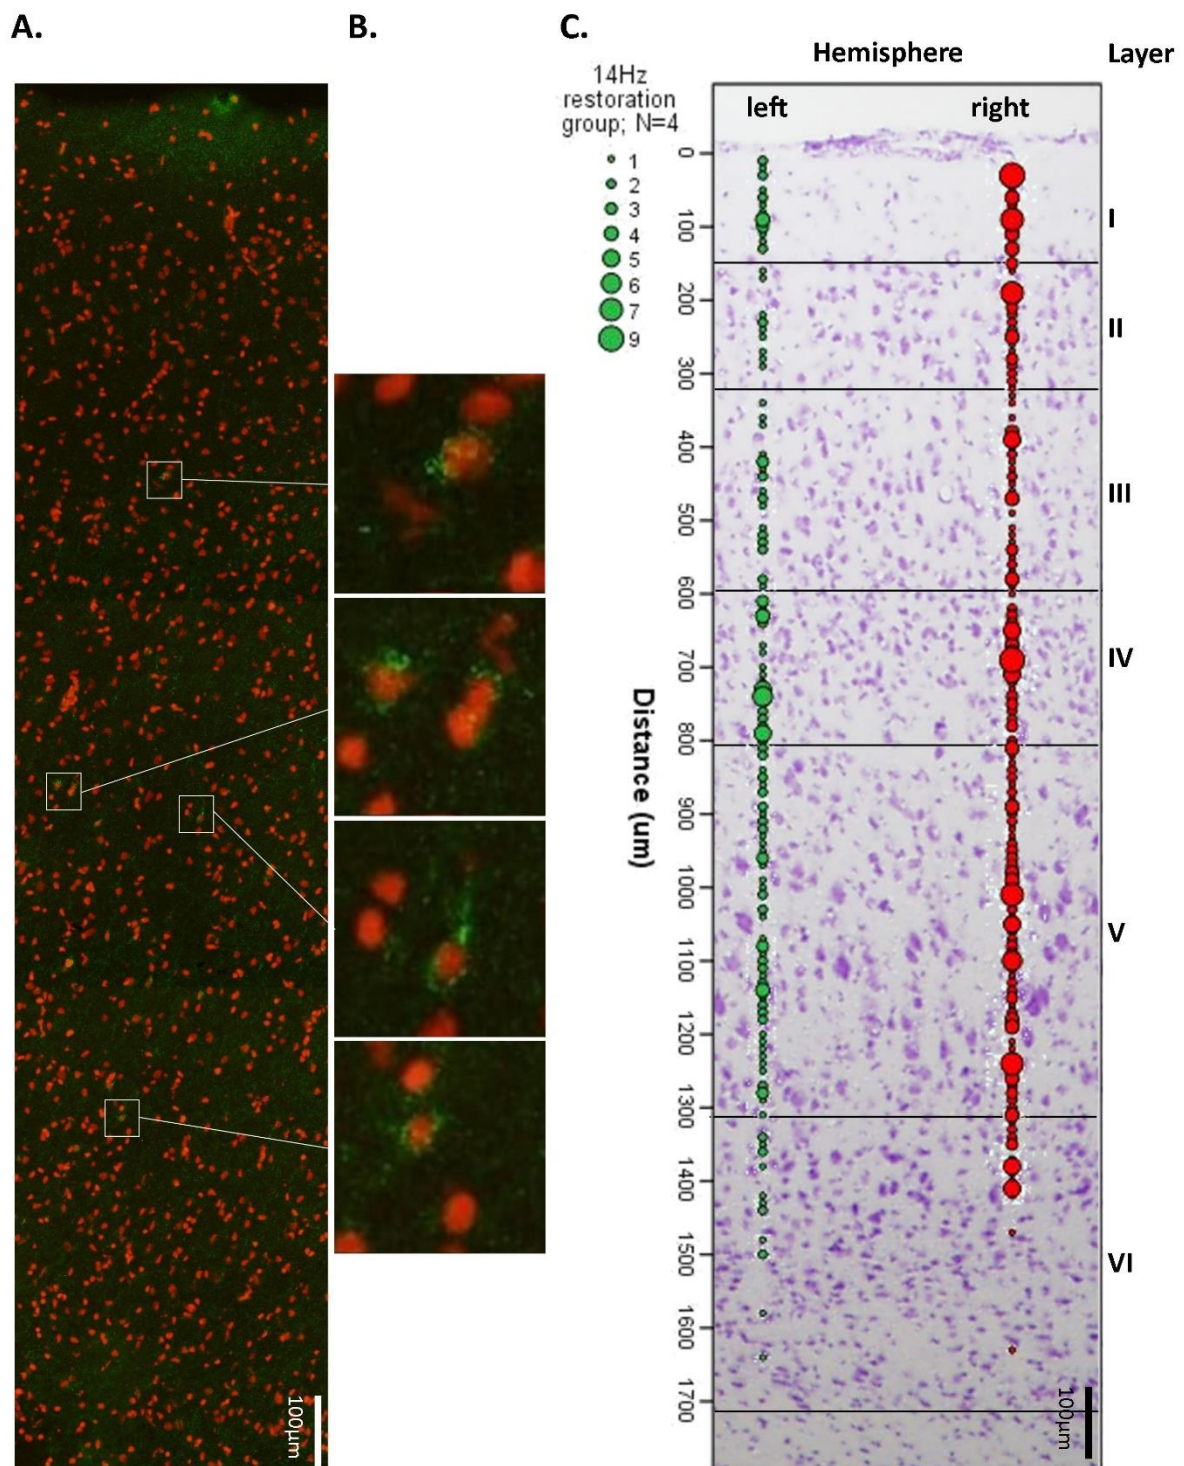 A.
B.
C.
Hemisphere
Layer
14Hz
restoration
group; N=4
1
2
3
4
5
6
7
9
left
right
0
100
200
300
400
500
600
700
800
900
1000
1100
1200
1300
1400
1500
1600
1700
Distance (um)
I
II
III
IV
V
VI
100µm
100µm